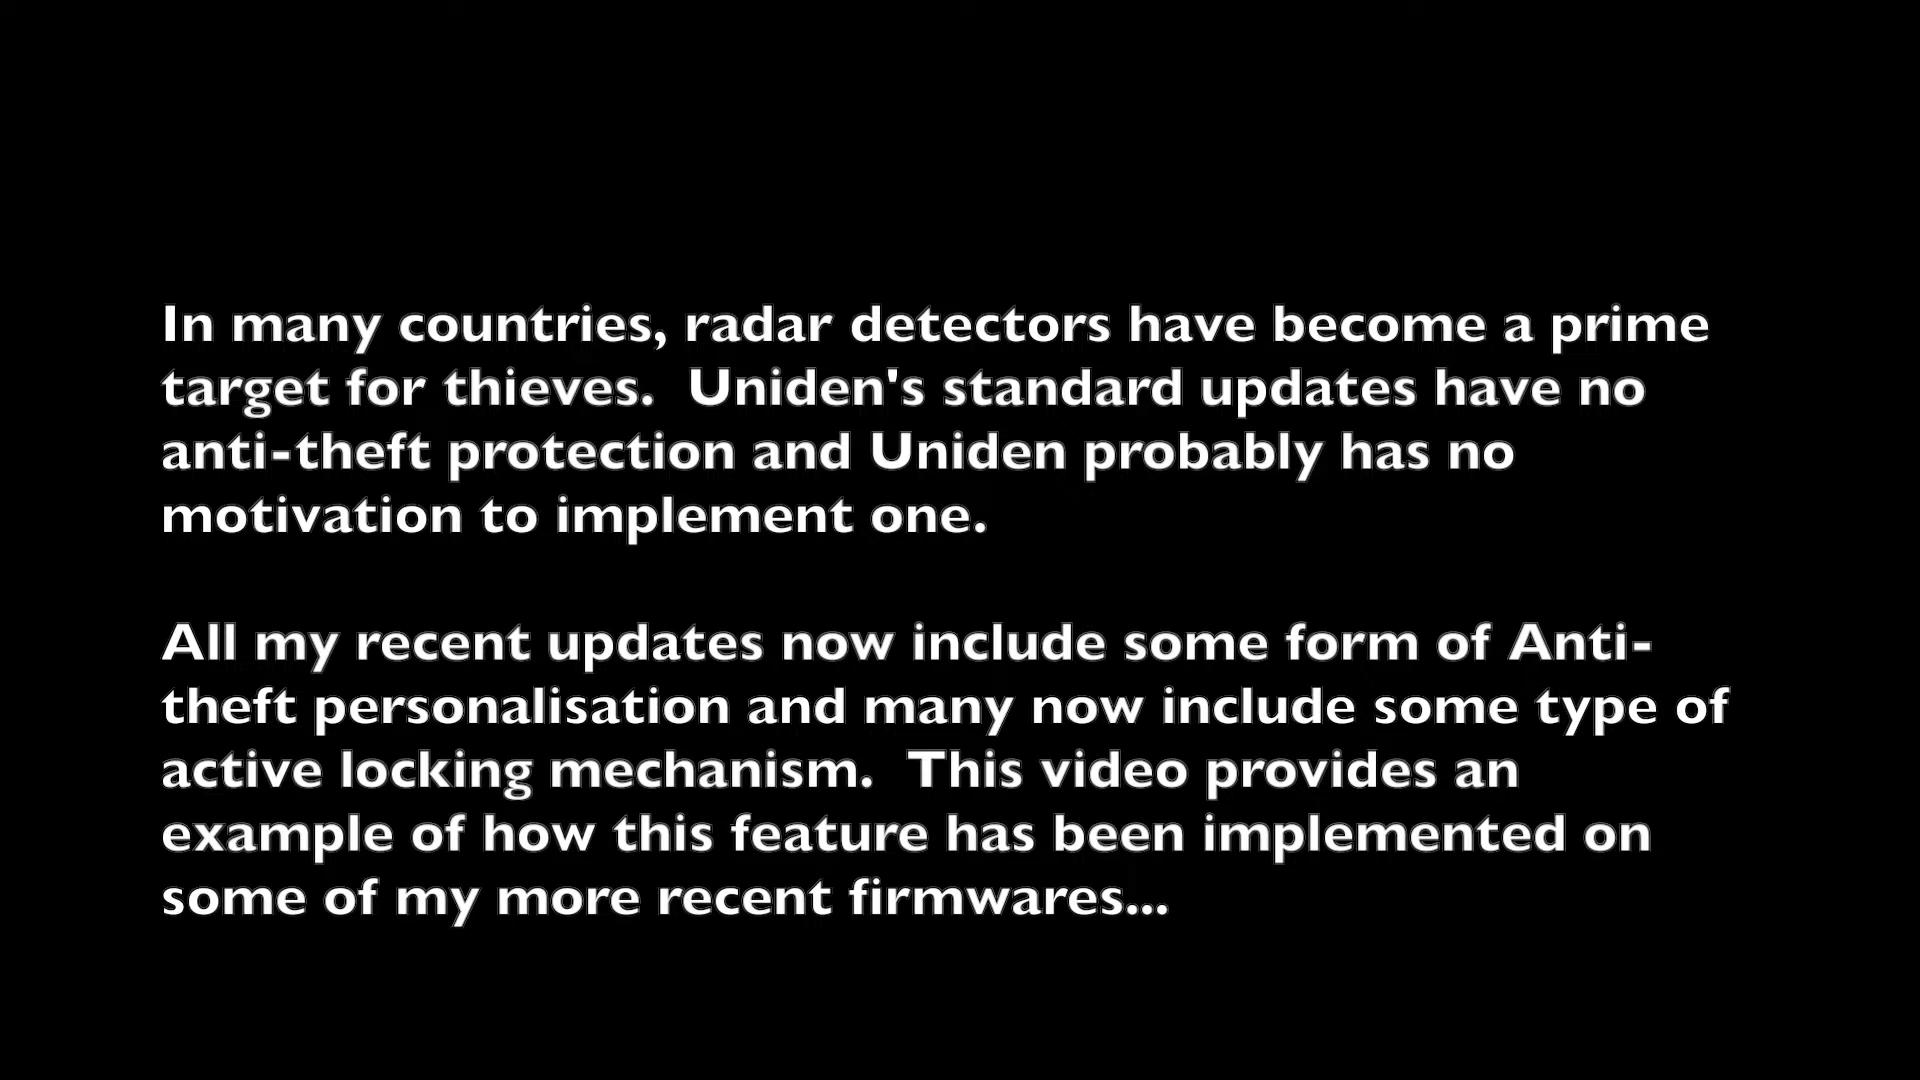 In many countries, radar detectors have become a prime
target for thieves.  Uniden's standard updates have no
anti-theft protection and Uniden probably has no
motivation to implement one.
All my recent updates now include some form of Anti-
theft personalisation and many now include some type of
active locking mechanism.  This video provides an
example of how this feature has been implemented on
some of my more recent firmwares...